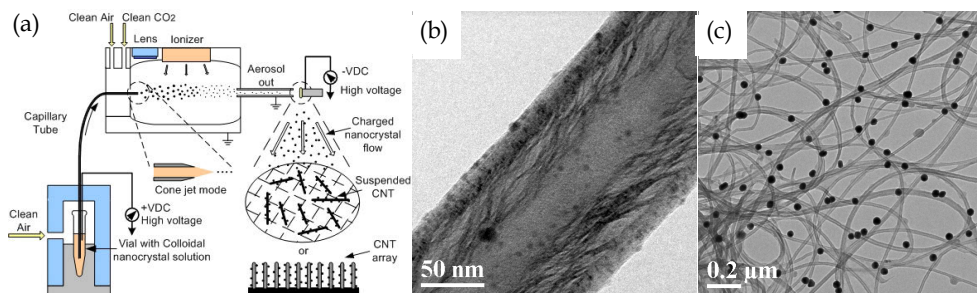 (a)
Clean Air Clean CO2
Lens Ionizer
Aerosol
out
-VDC
High voltage
Capillary
Tube
Charged
nanocrystal
flow
Cone jet mode
Suspended
CNT
+VDC
High voltage
Clean
Air
Vial with Colloidal
nanocrystal solution
or
CNT
array
(b)
50 nm
(c)
0.2 µm